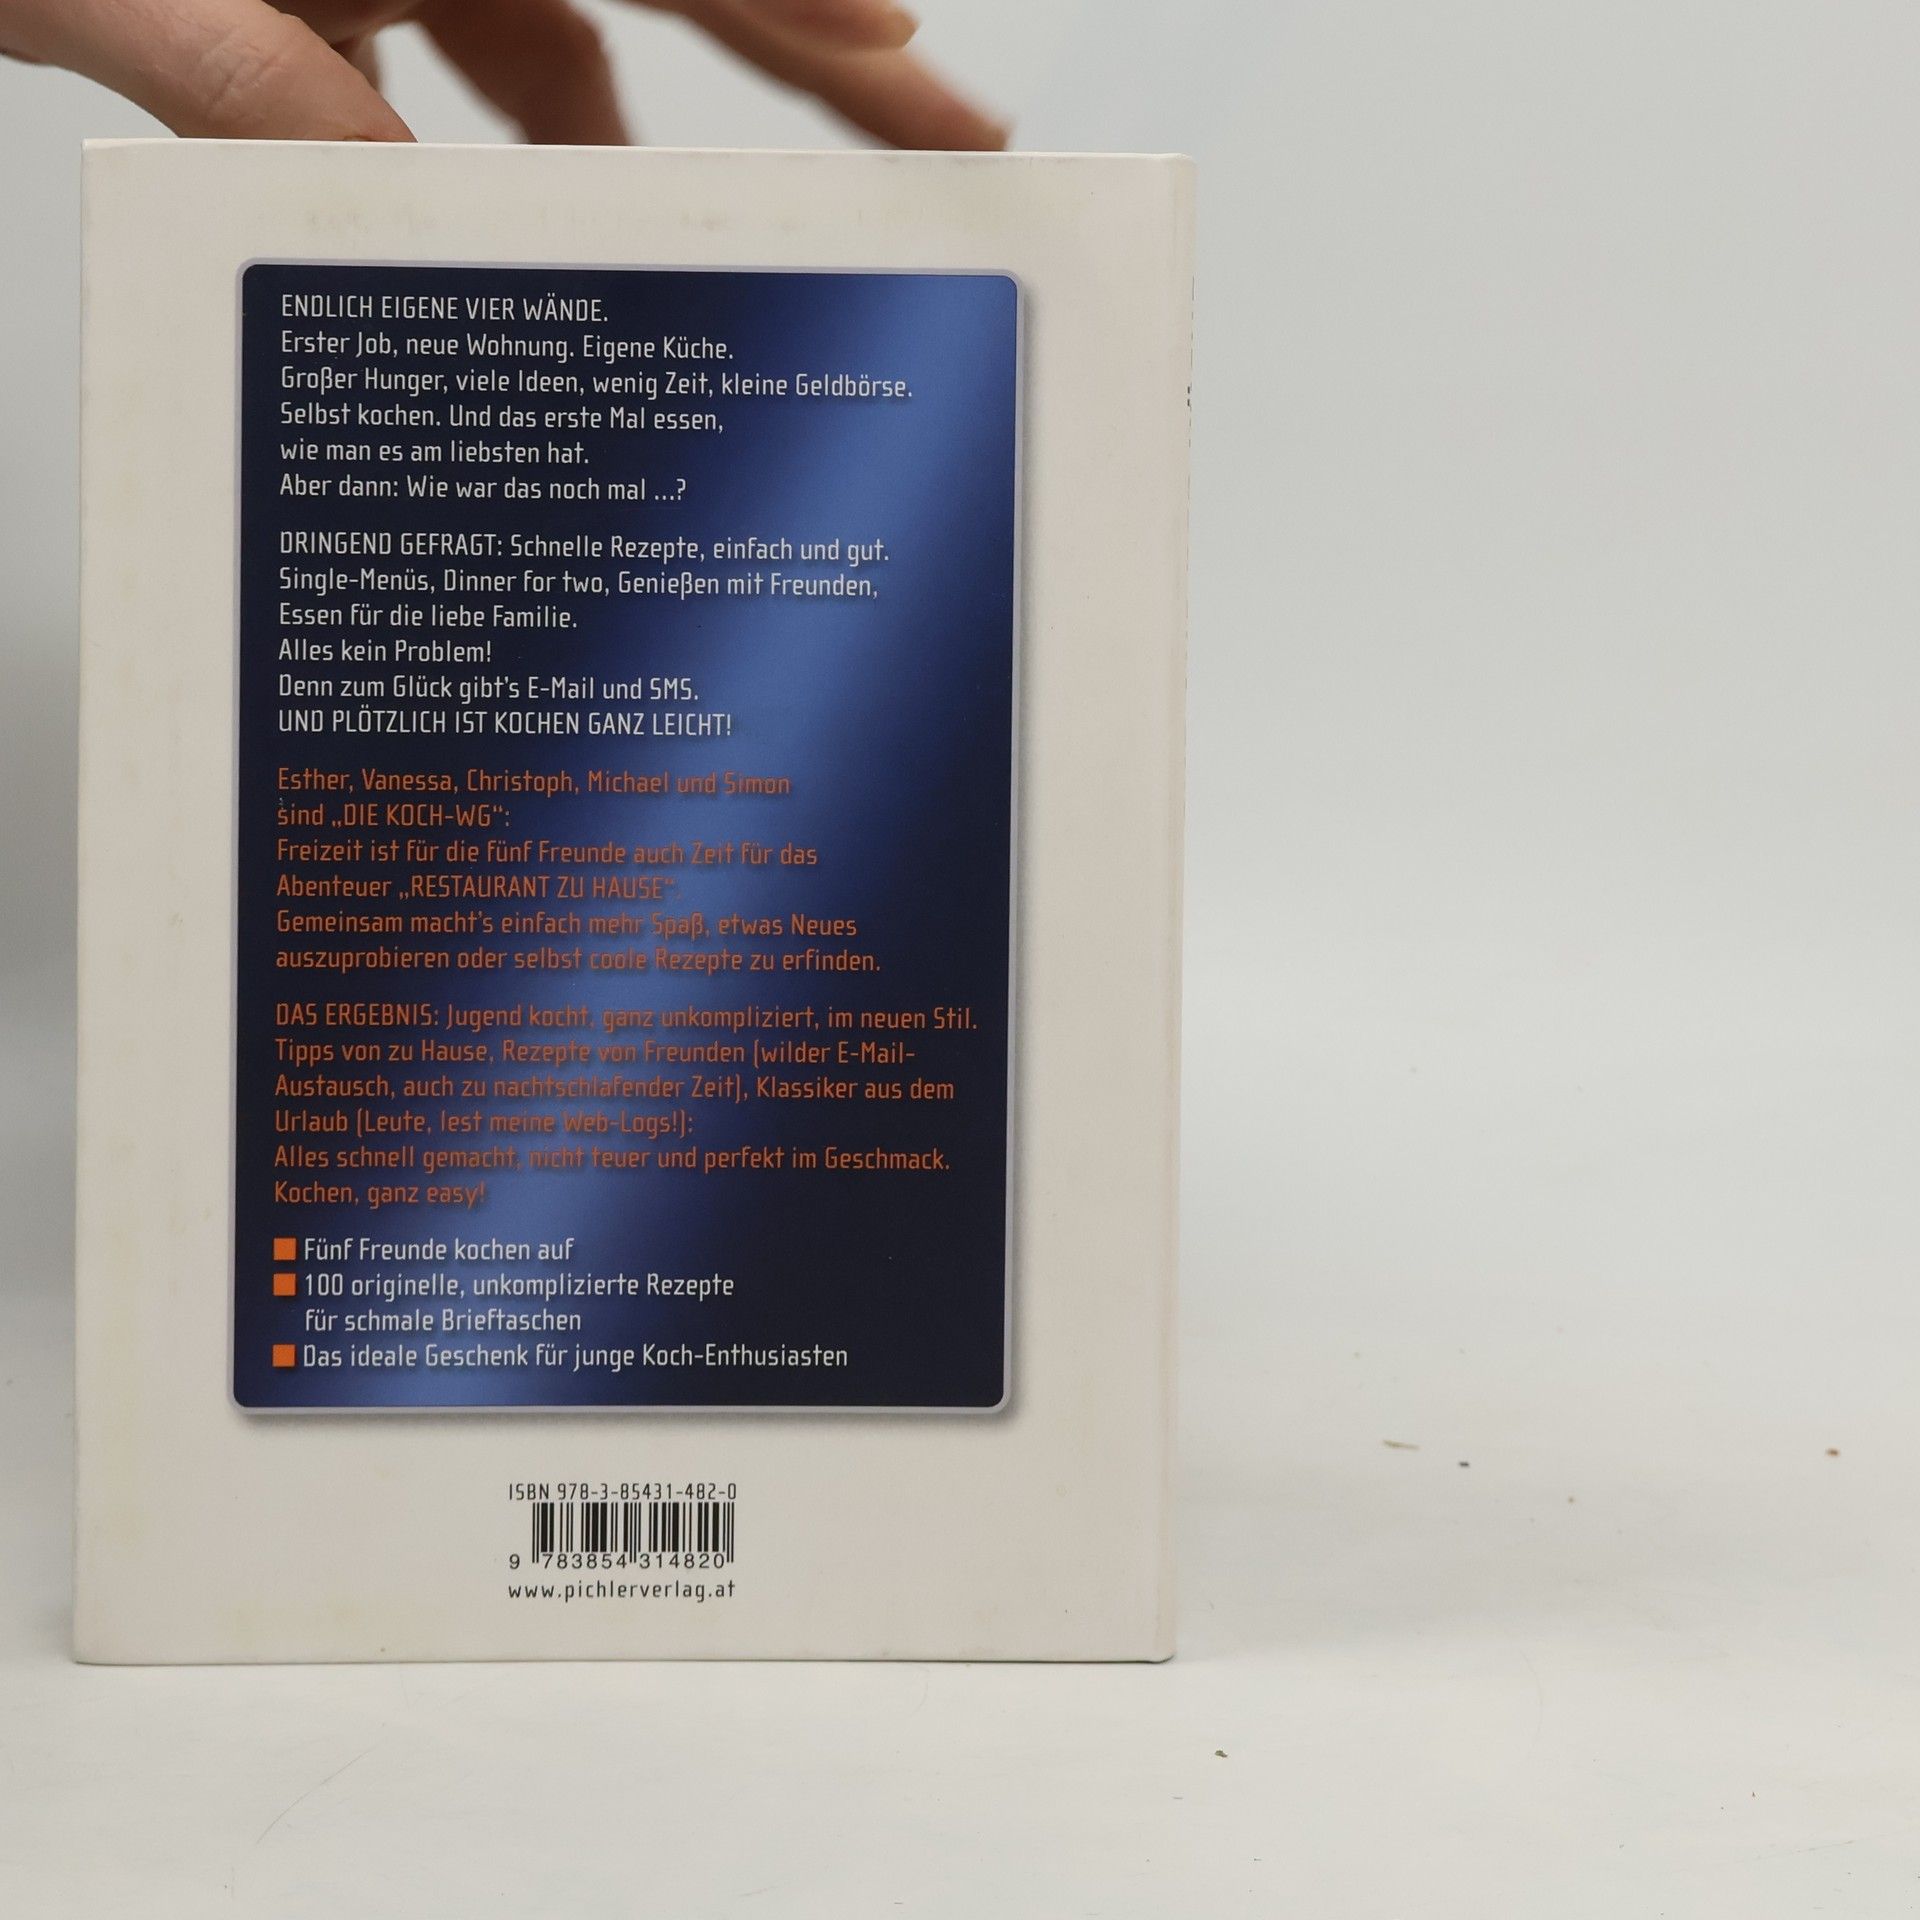 ENDLICH EIGENE VIER WÄNDE.
Erster Job, neue Wohnung. Eigene Küche.
Großer Hunger, viele Ideen, wenig Zeit, kleine Geldbörse.
Selbst kochen. Und das erste Mal essen,
wie man es am liebsten hat.
Aber dann: Wie war das noch mal ...?
DRINGEND GEFRAGT: Schnelle Rezepte, einfach und gut.
Single-Menüs, Dinner for two, Genießen mit Freunden,
Essen für die liebe Familie.
Alles kein Problem!
Denn zum Glück gibt's E-Mail und SMS.
UND PLÖTZLICH IST KOCHEN GANZ LEICHT!
Esther, Vanessa, Christoph, Michael und Simon
sind „DIE KOCH-WG“:
Freizeit ist für die fünf Freunde auch Zeit für das
Abenteuer „RESTAURANT ZU HAUSE“.
Gemeinsam macht's einfach mehr Spaß, etwas Neues
auszuprobieren oder selbst coole Rezepte zu erfinden.
DAS ERGEBNIS: Jugend kocht, ganz unkompliziert, im neuen Stil.
Tipps von zu Hause, Rezepte von Freunden (wilder E-Mail-
Austausch, auch zu nachtschlafender Zeit), Klassiker aus dem
Urlaub (Leute, lest meine Web-Logs!):
Alles schnell gemacht, nicht teuer und perfekt im Geschmack.
Kochen, ganz easy!
Fünf Freunde kochen auf
100 originelle, unkomplizierte Rezepte
für schmale Brieftaschen
Das ideale Geschenk für junge Koch-Enthusiasten
ISBN 978-3-85431-482-0
9 783854 314820
www.pichlerverlag.at